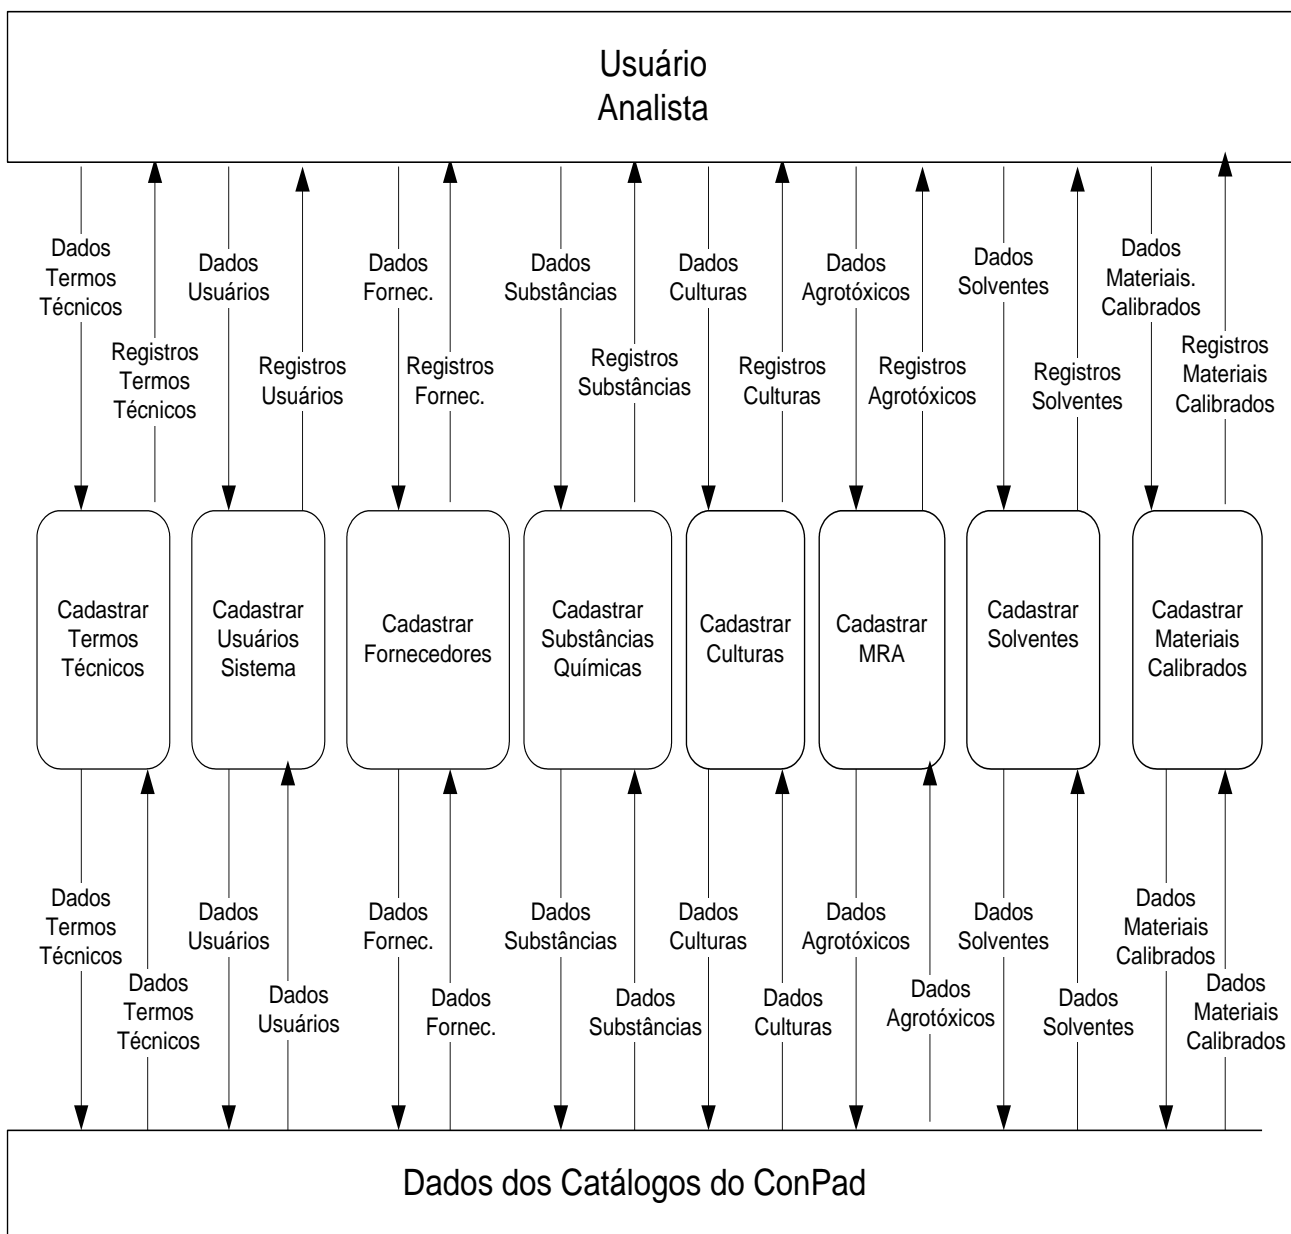 Usuário
Analista
Dados
Termos
Técnicos
Registros
Termos
Técnicos
Dados
Usuários
Registros
Usuários
Dados
Fornec.
Registros
Fornec.
Dados
Substâncias
Registros
Substâncias
Dados
Culturas
Registros
Culturas
Dados
Agrotóxicos
Registros
Agrotóxicos
Dados
Solventes
Registros
Solventes
Dados
Materiais.
Calibrados
Registros
Materiais
Calibrados
Cadastrar
Termos
Técnicos
Cadastrar
Usuários
Sistema
Cadastrar
Fornecedores
Cadastrar
Substâncias
Químicas
Cadastrar
Culturas
Cadastrar
MRA
Cadastrar
Solventes
Cadastrar
Materiais
Calibrados
Dados
Termos
Técnicos
Dados
Termos
Técnicos
Dados
Usuários
Dados
Usuários
Dados
Fornec.
Dados
Fornec.
Dados
Substâncias
Dados
Substâncias
Dados
Culturas
Dados
Culturas
Dados
Agrotóxicos
Dados
Agrotóxicos
Dados
Solventes
Dados
Solventes
Dados
Materiais
Calibrados
Dados
Materiais
Calibrados
Dados dos Catálogos do ConPad